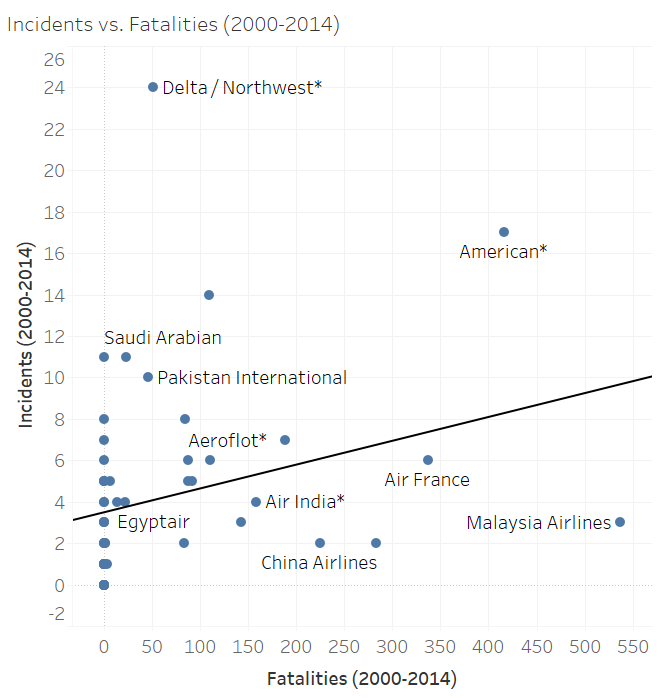 Incidents vs. Fatalities (2000-2014)
26
24
Delta / Northwest*
22
20
18
16
American*
14
12
Saudi Arabian
10
Pakistan International
8
Aeroflot*
6
Air France
4
Air India*
Egyptair
Malaysia Airlines
2
China Airlines
0
-2
Incidents (2000-2014)
0 50 100 150 200 250 300 350 400 450 500 550
Fatalities (2000-2014)